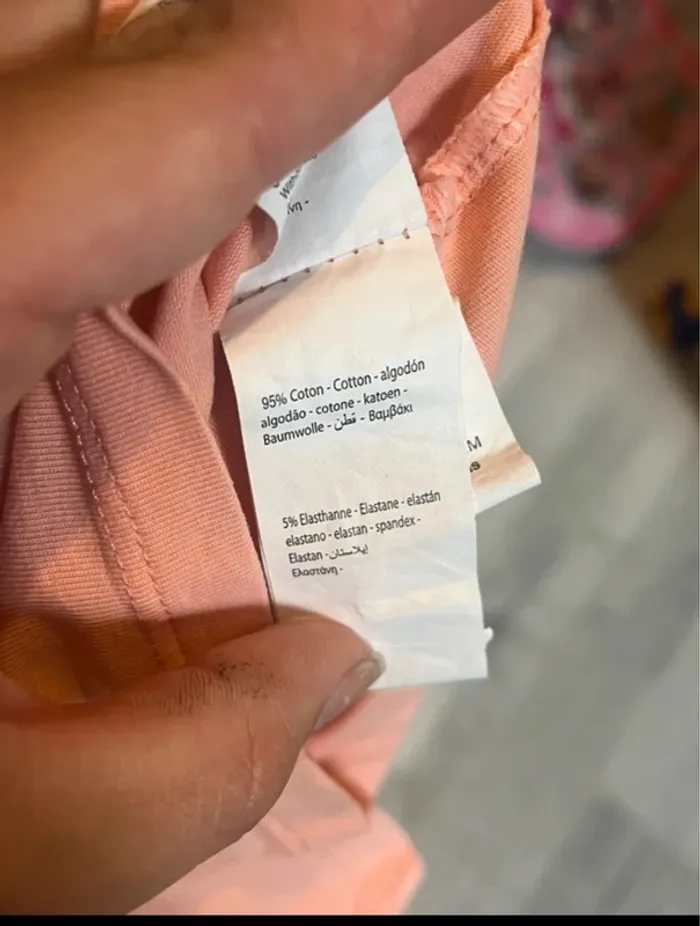 νη -
95% Coton - Cotton - algodón
algodão - cotone - katoen -
Baumwolle - قطن - Βαμβάκι
M
5% Elasthanne - Elastane - elastán
elastano - elastan - spandex -
Elastan - إيلاستان
Ελαστάνη -